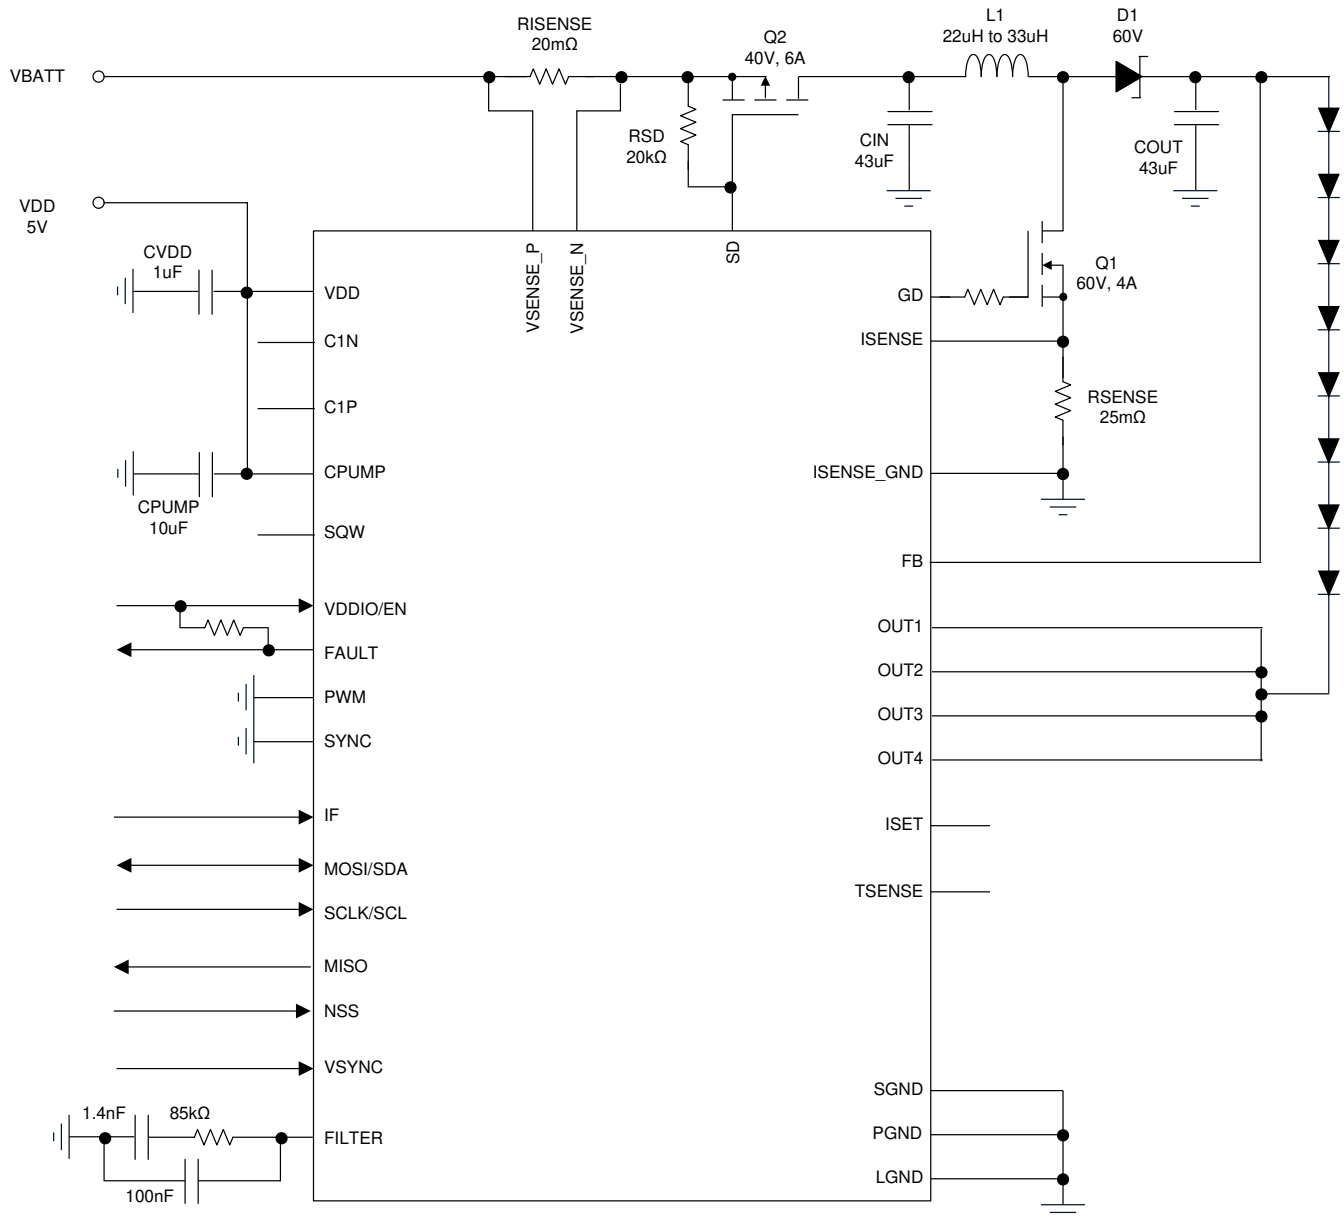 RISENSE
20mΩ
Q2
40V, 6A
L1
22uH to 33uH
D1
60V
VBATT
RSD
20kΩ
CIN
43uF
COUT
43uF
VDD
5V
CVDD
1uF
VSENSE_P
VSENSE_N
SD
Q1
60V, 4A
VDD
GD
C1N
ISENSE
C1P
RSENSE
25mΩ
CPUMP
ISENSE_GND
CPUMP
10uF
SQW
FB
VDDIO/EN
OUT1
FAULT
OUT2
PWM
OUT3
SYNC
OUT4
IF
ISET
MOSI/SDA
TSENSE
SCLK/SCL
MISO
NSS
VSYNC
SGND
1.4nF
85kΩ
FILTER
PGND
LGND
100nF